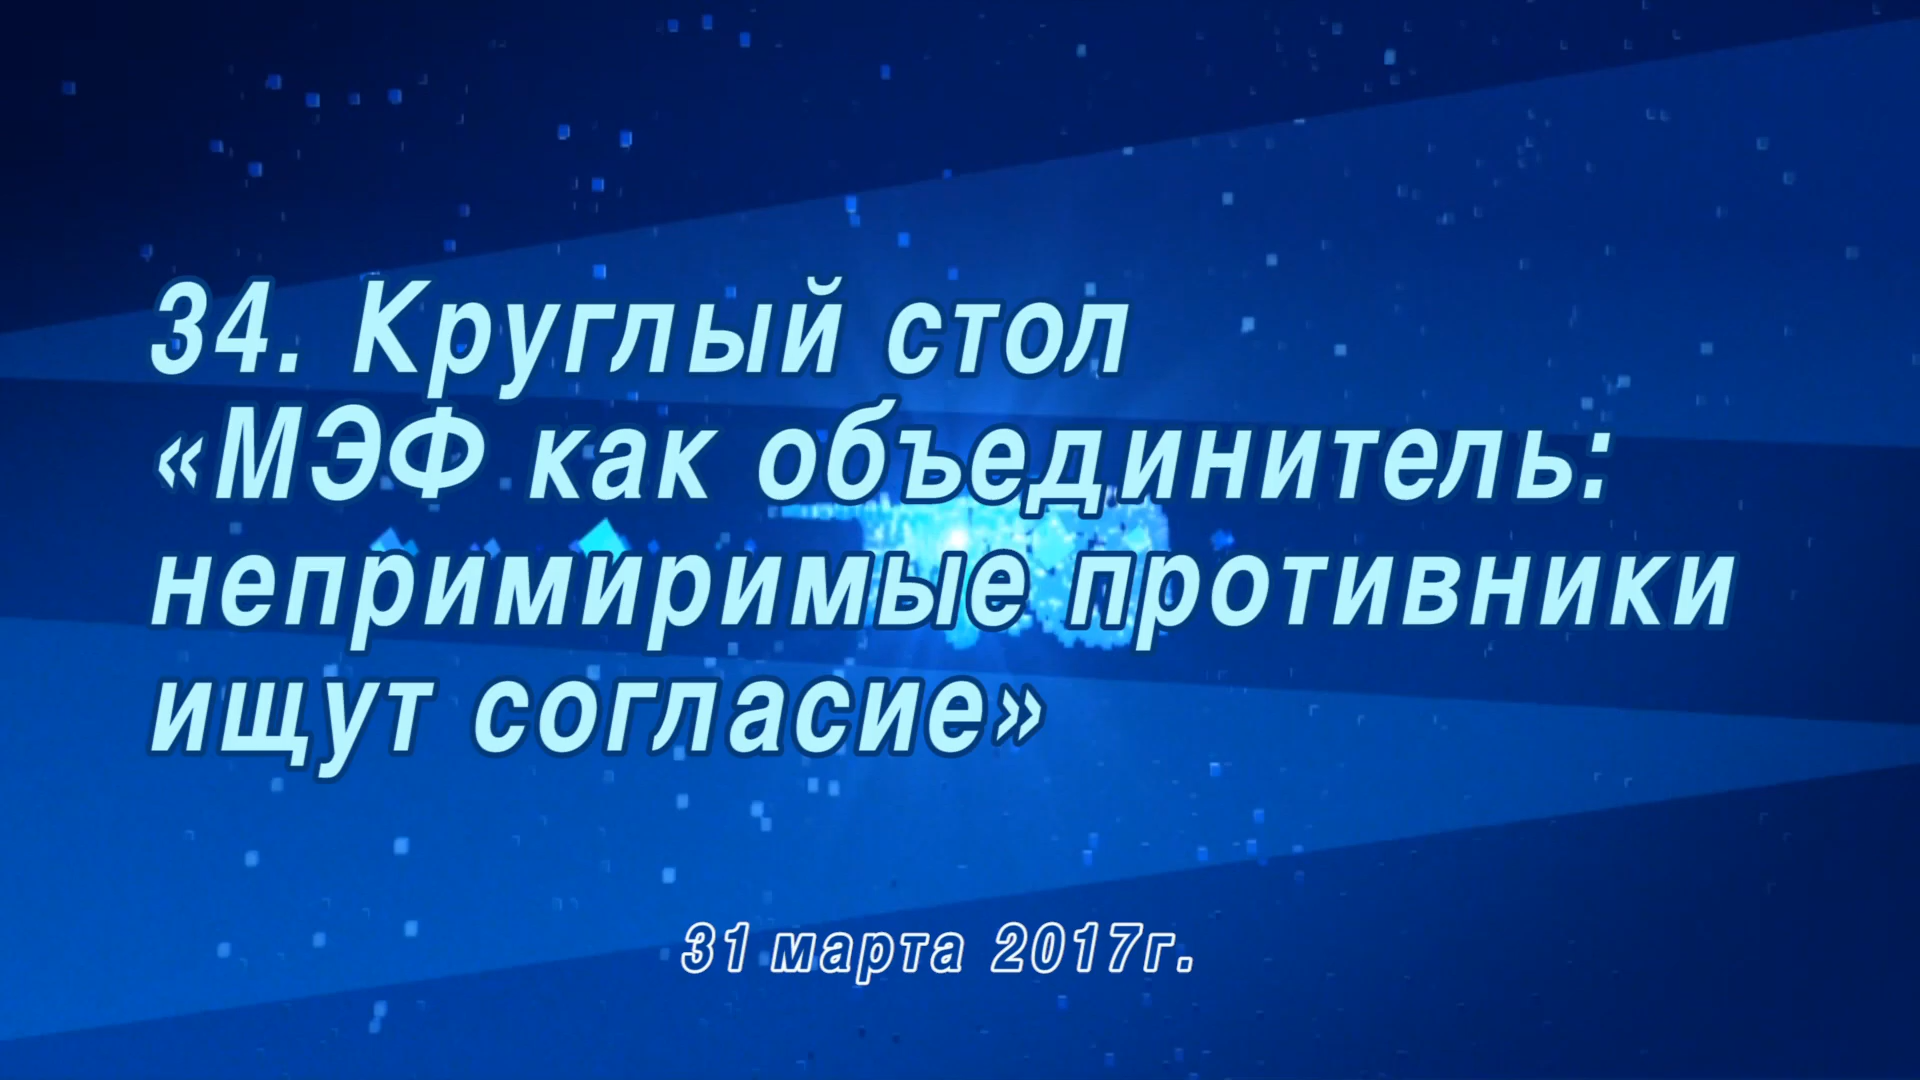 34. Круглый стол
«МЭФ как объединитель:
непримиримые противники
ищут согласие»
31 марта 2017г.